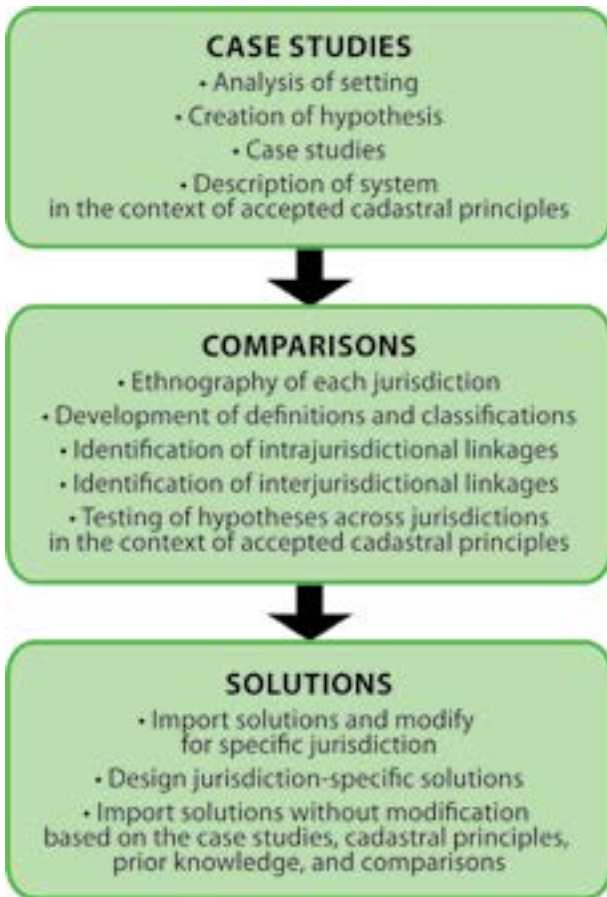 CASE STUDIES
• Analysis of setting
• Creation of hypothesis
• Case studies
• Description of system
in the context of accepted cadastral principles
COMPARISONS
• Ethnography of each jurisdiction
• Development of definitions and classifications
• Identification of intrajurisdictional linkages
• Identification of interjurisdictional linkages
• Testing of hypotheses across jurisdictions
in the context of accepted cadastral principles
SOLUTIONS
• Import solutions and modify
for specific jurisdiction
• Design jurisdiction-specific solutions
• Import solutions without modification
based on the case studies, cadastral principles,
prior knowledge, and comparisons